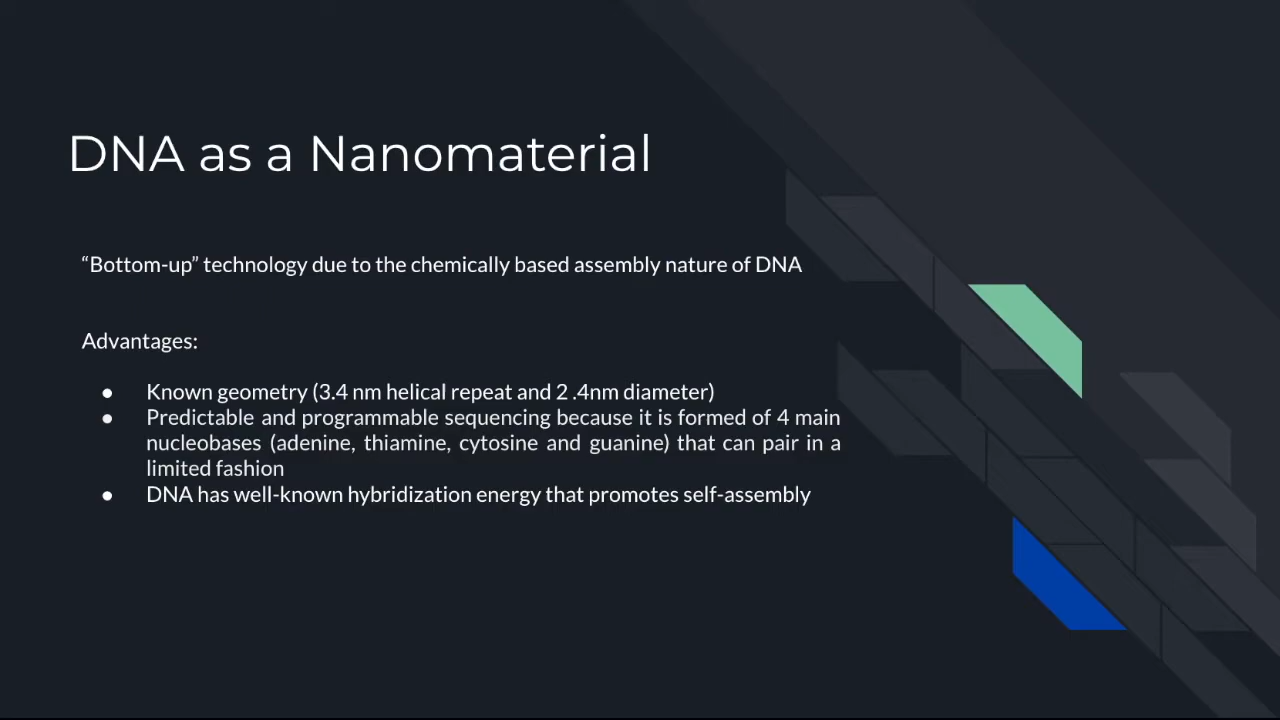 DNA as a Nanomaterial
“Bottom-up” technology due to the chemically based assembly nature of DNA
Advantages:
● Known geometry (3.4 nm helical repeat and 2 .4nm diameter)
● Predictable and programmable sequencing because it is formed of 4 main
nucleobases (adenine, thiamine, cytosine and guanine) that can pair in a
limited fashion
● DNA has well-known hybridization energy that promotes self-assembly